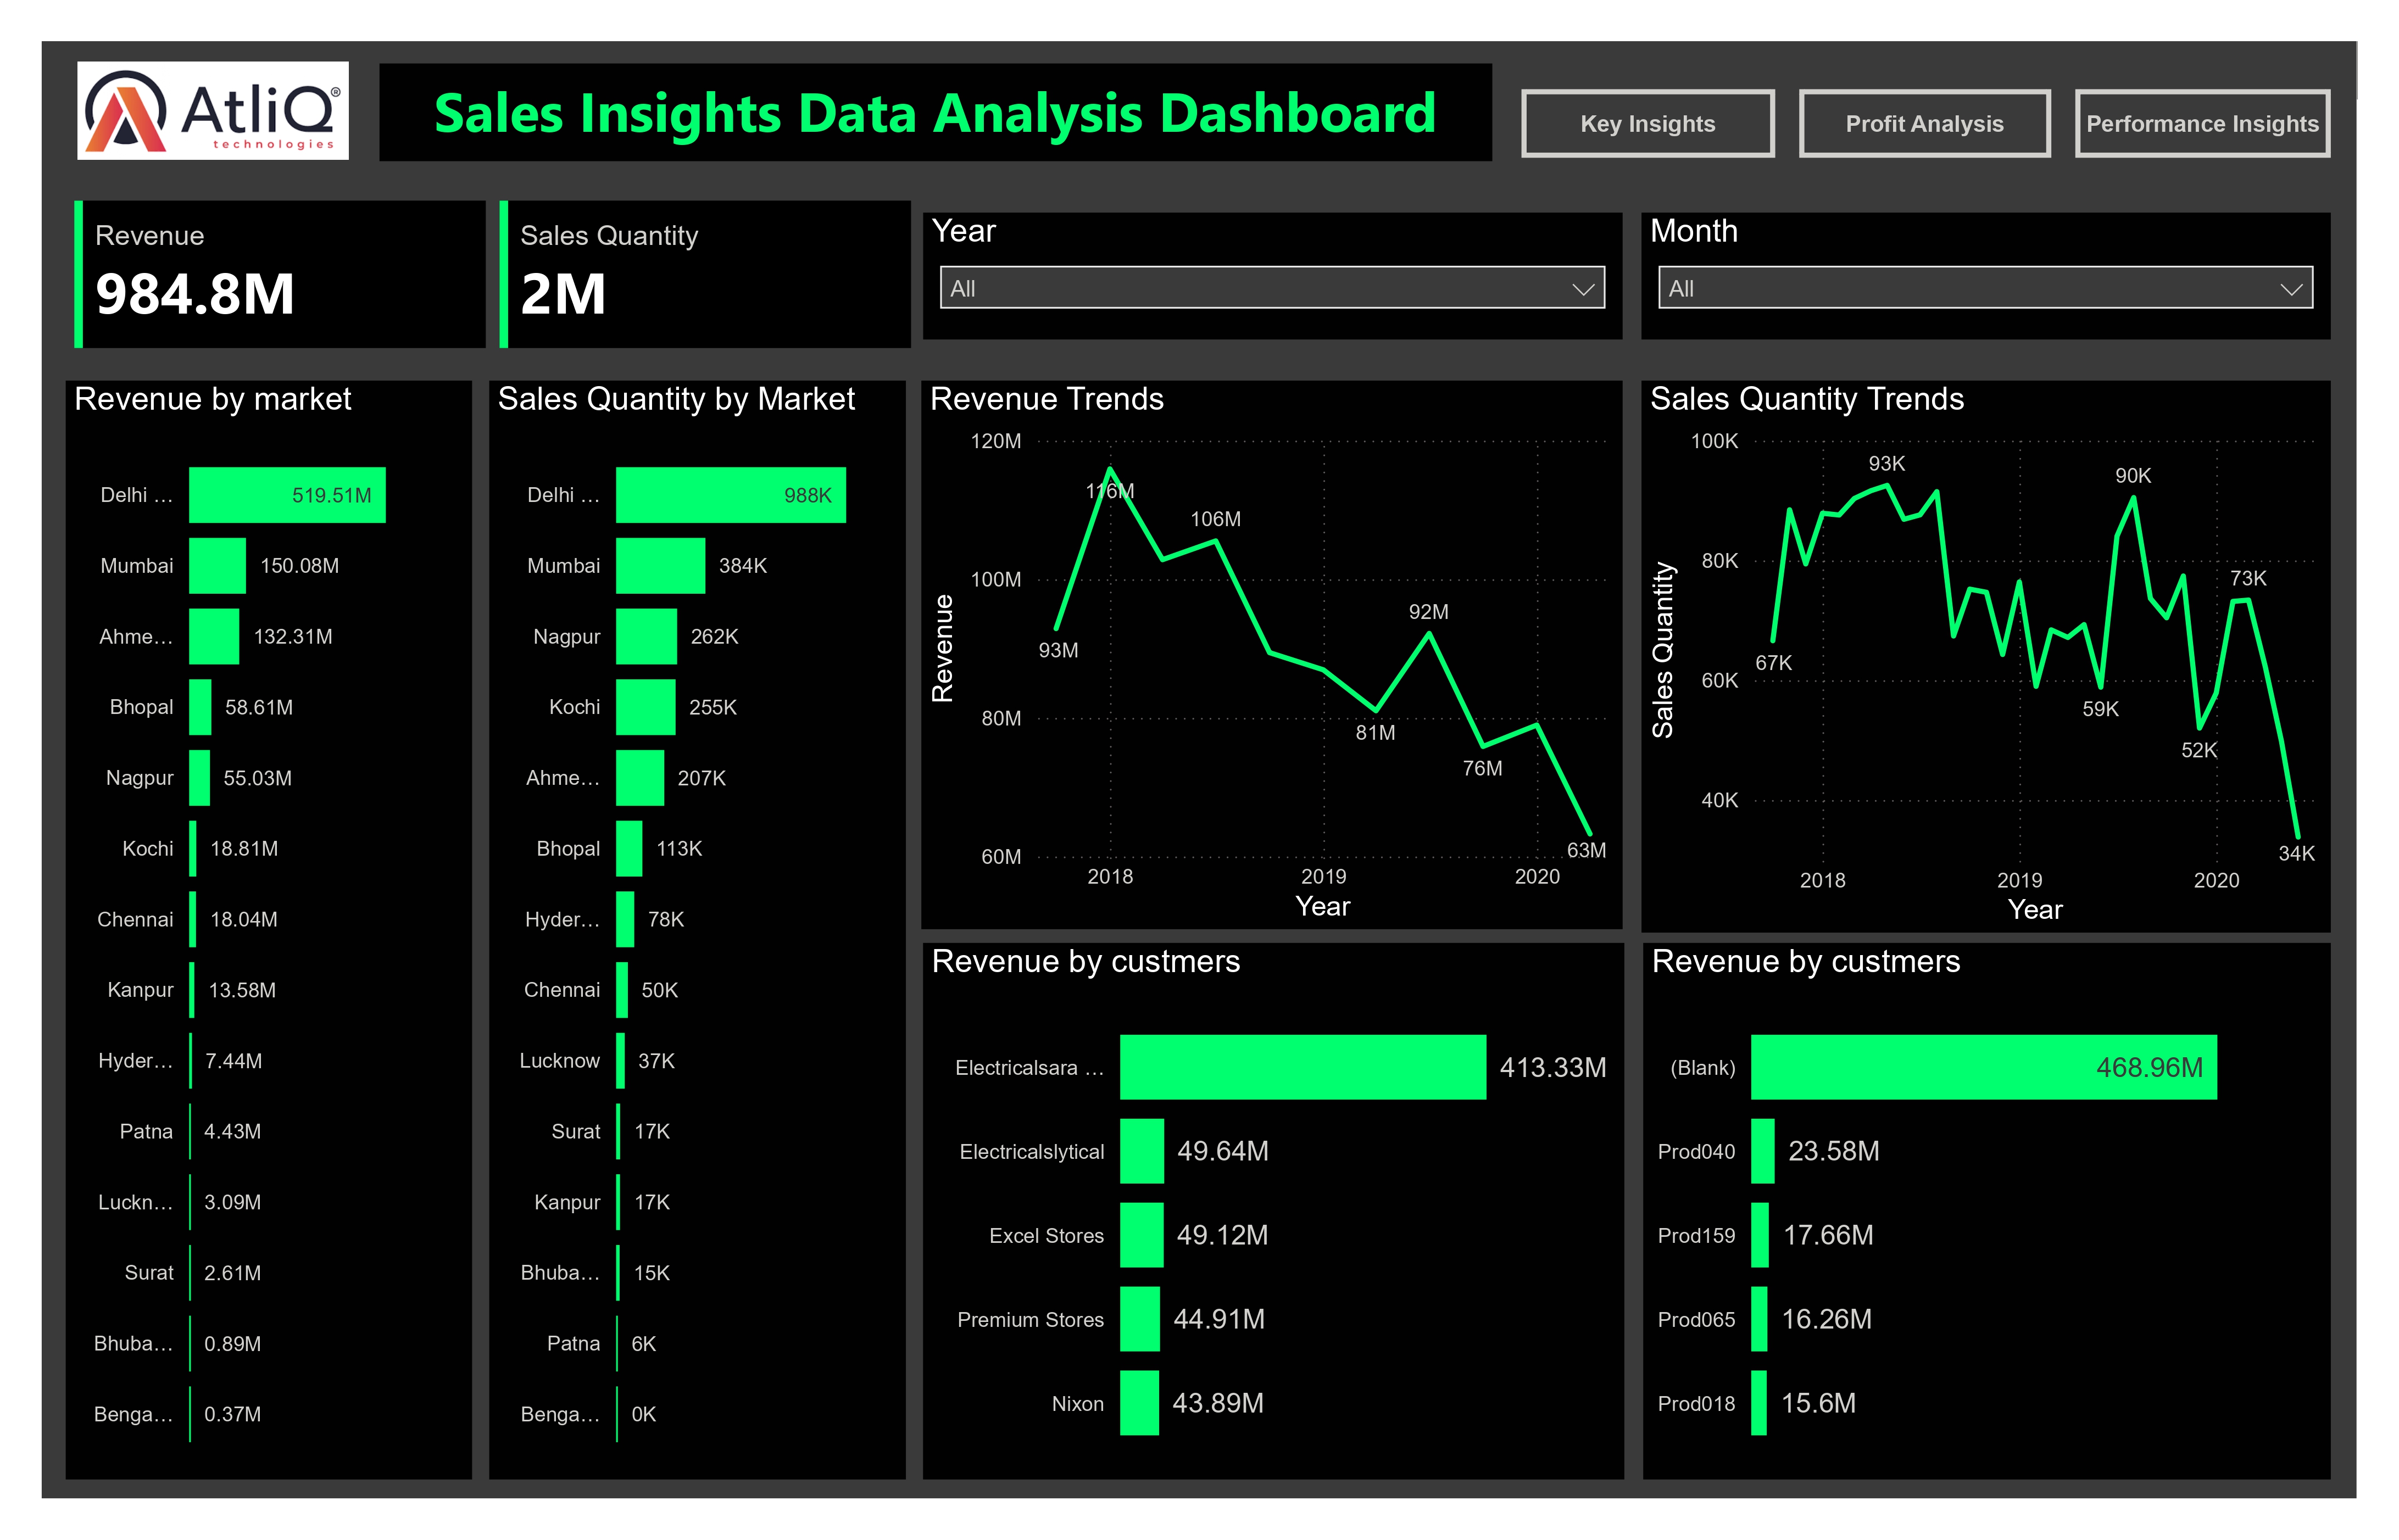 AtliQ®
technologies
Sales Insights Data Analysis Dashboard
Key Insights
Profit Analysis
Performance Insights
Revenue
984.8M
Sales Quantity
2M
Year
All
Month
All
Revenue by market
Delhi ... 519.51M
Mumbai 150.08M
Ahme... 132.31M
Bhopal 58.61M
Nagpur 55.03M
Kochi 18.81M
Chennai 18.04M
Kanpur 13.58M
Hyder... 7.44M
Patna 4.43M
Luckn... 3.09M
Surat 2.61M
Bhuba... 0.89M
Benga... 0.37M
Sales Quantity by Market
Delhi ... 988K
Mumbai 384K
Nagpur 262K
Kochi 255K
Ahme... 207K
Bhopal 113K
Hyder... 78K
Chennai 50K
Lucknow 37K
Surat 17K
Kanpur 17K
Bhuba... 15K
Patna 6K
Benga... 0K
Revenue Trends
Revenue
120M
100M
80M
60M
93M
116M
106M
81M
92M
76M
63M
2018 2019 2020
Year
Sales Quantity Trends
Sales Quantity
100K
80K
60K
40K
67K
93K
59K
90K
52K
73K
34K
2018 2019 2020
Year
Revenue by custmers
Electricalsara ... 413.33M
Electricalslytical 49.64M
Excel Stores 49.12M
Premium Stores 44.91M
Nixon 43.89M
Revenue by custmers
(Blank) 468.96M
Prod040 23.58M
Prod159 17.66M
Prod065 16.26M
Prod018 15.6M